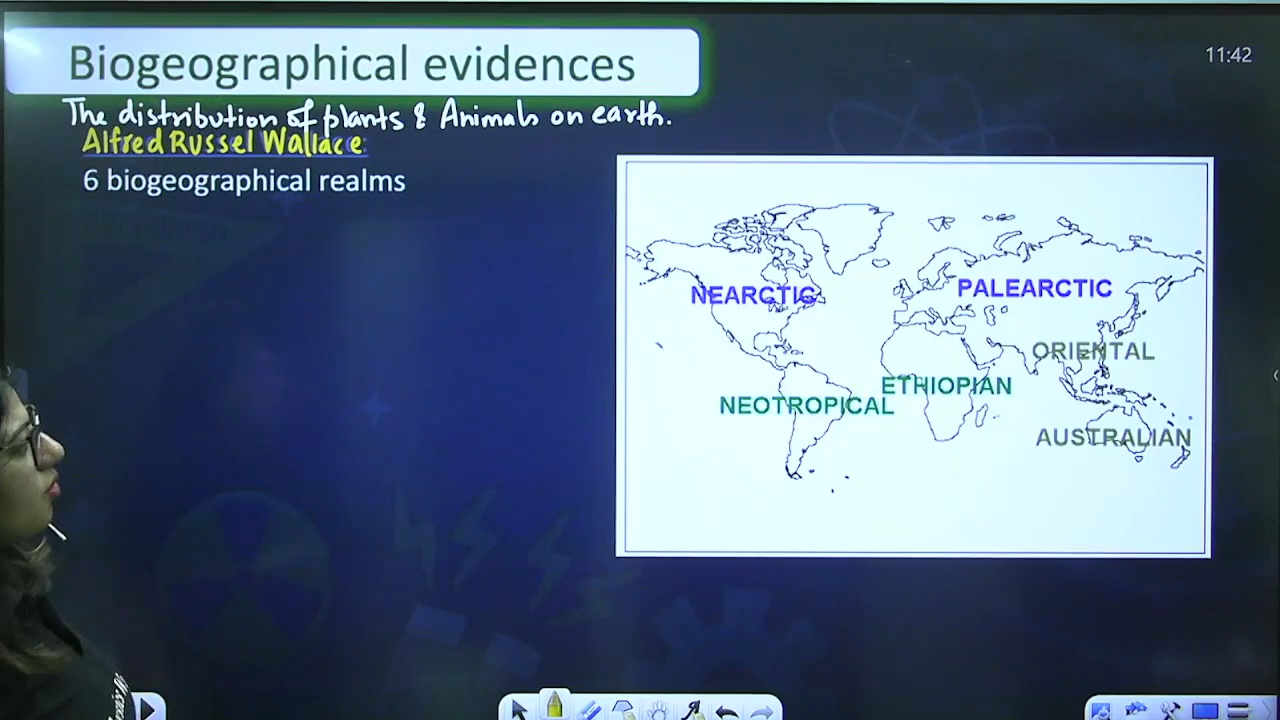 Biogeographical evidences
11:42
The distribution of plants & Animals on earth.
Alfred Russel Wallace:
6 biogeographical realms
NEARCTIC
PALEARCTIC
ORIENTAL
ETHIOPIAN
NEOTROPICAL
AUSTRALIAN